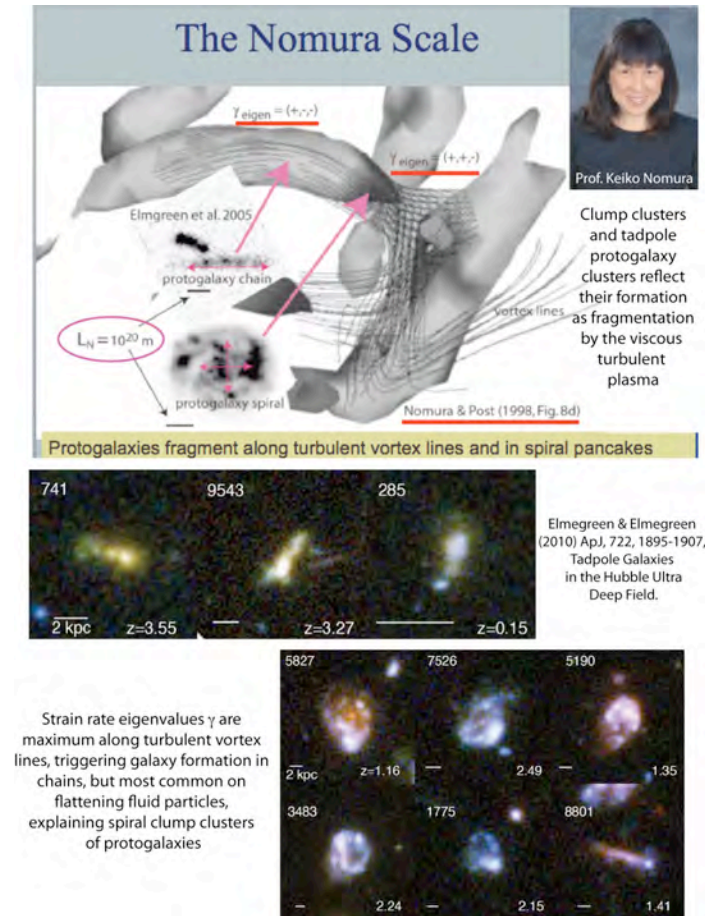 The Nomura Scale
γ eigen = (+,-,-)
γ eigen = (+,+,-)
Prof. Keiko Nomura
Elmgreen et al. 2005
protogalaxy chain
L_N = 10^20 m
protogalaxy spiral
vortex lines
Nomura & Post (1998, Fig. 8d)
Clump clusters
and tadpole
protogalaxy
clusters reflect
their formation
as fragmentation
by the viscous
turbulent
plasma
Protogalaxies fragment along turbulent vortex lines and in spiral pancakes
741
9543
285
2 kpc
z=3.55
z=3.27
z=0.15
Elmegreen & Elmegreen
(2010) ApJ, 722, 1895-1907,
Tadpole Galaxies
in the Hubble Ultra
Deep Field.
Strain rate eigenvalues γ are
maximum along turbulent vortex
lines, triggering galaxy formation in
chains, but most common on
flattening fluid particles,
explaining spiral clump clusters
of protogalaxies
5827
7526
5190
2 kpc
z=1.16
2.49
1.35
3483
1775
8801
2.24
2.15
1.41